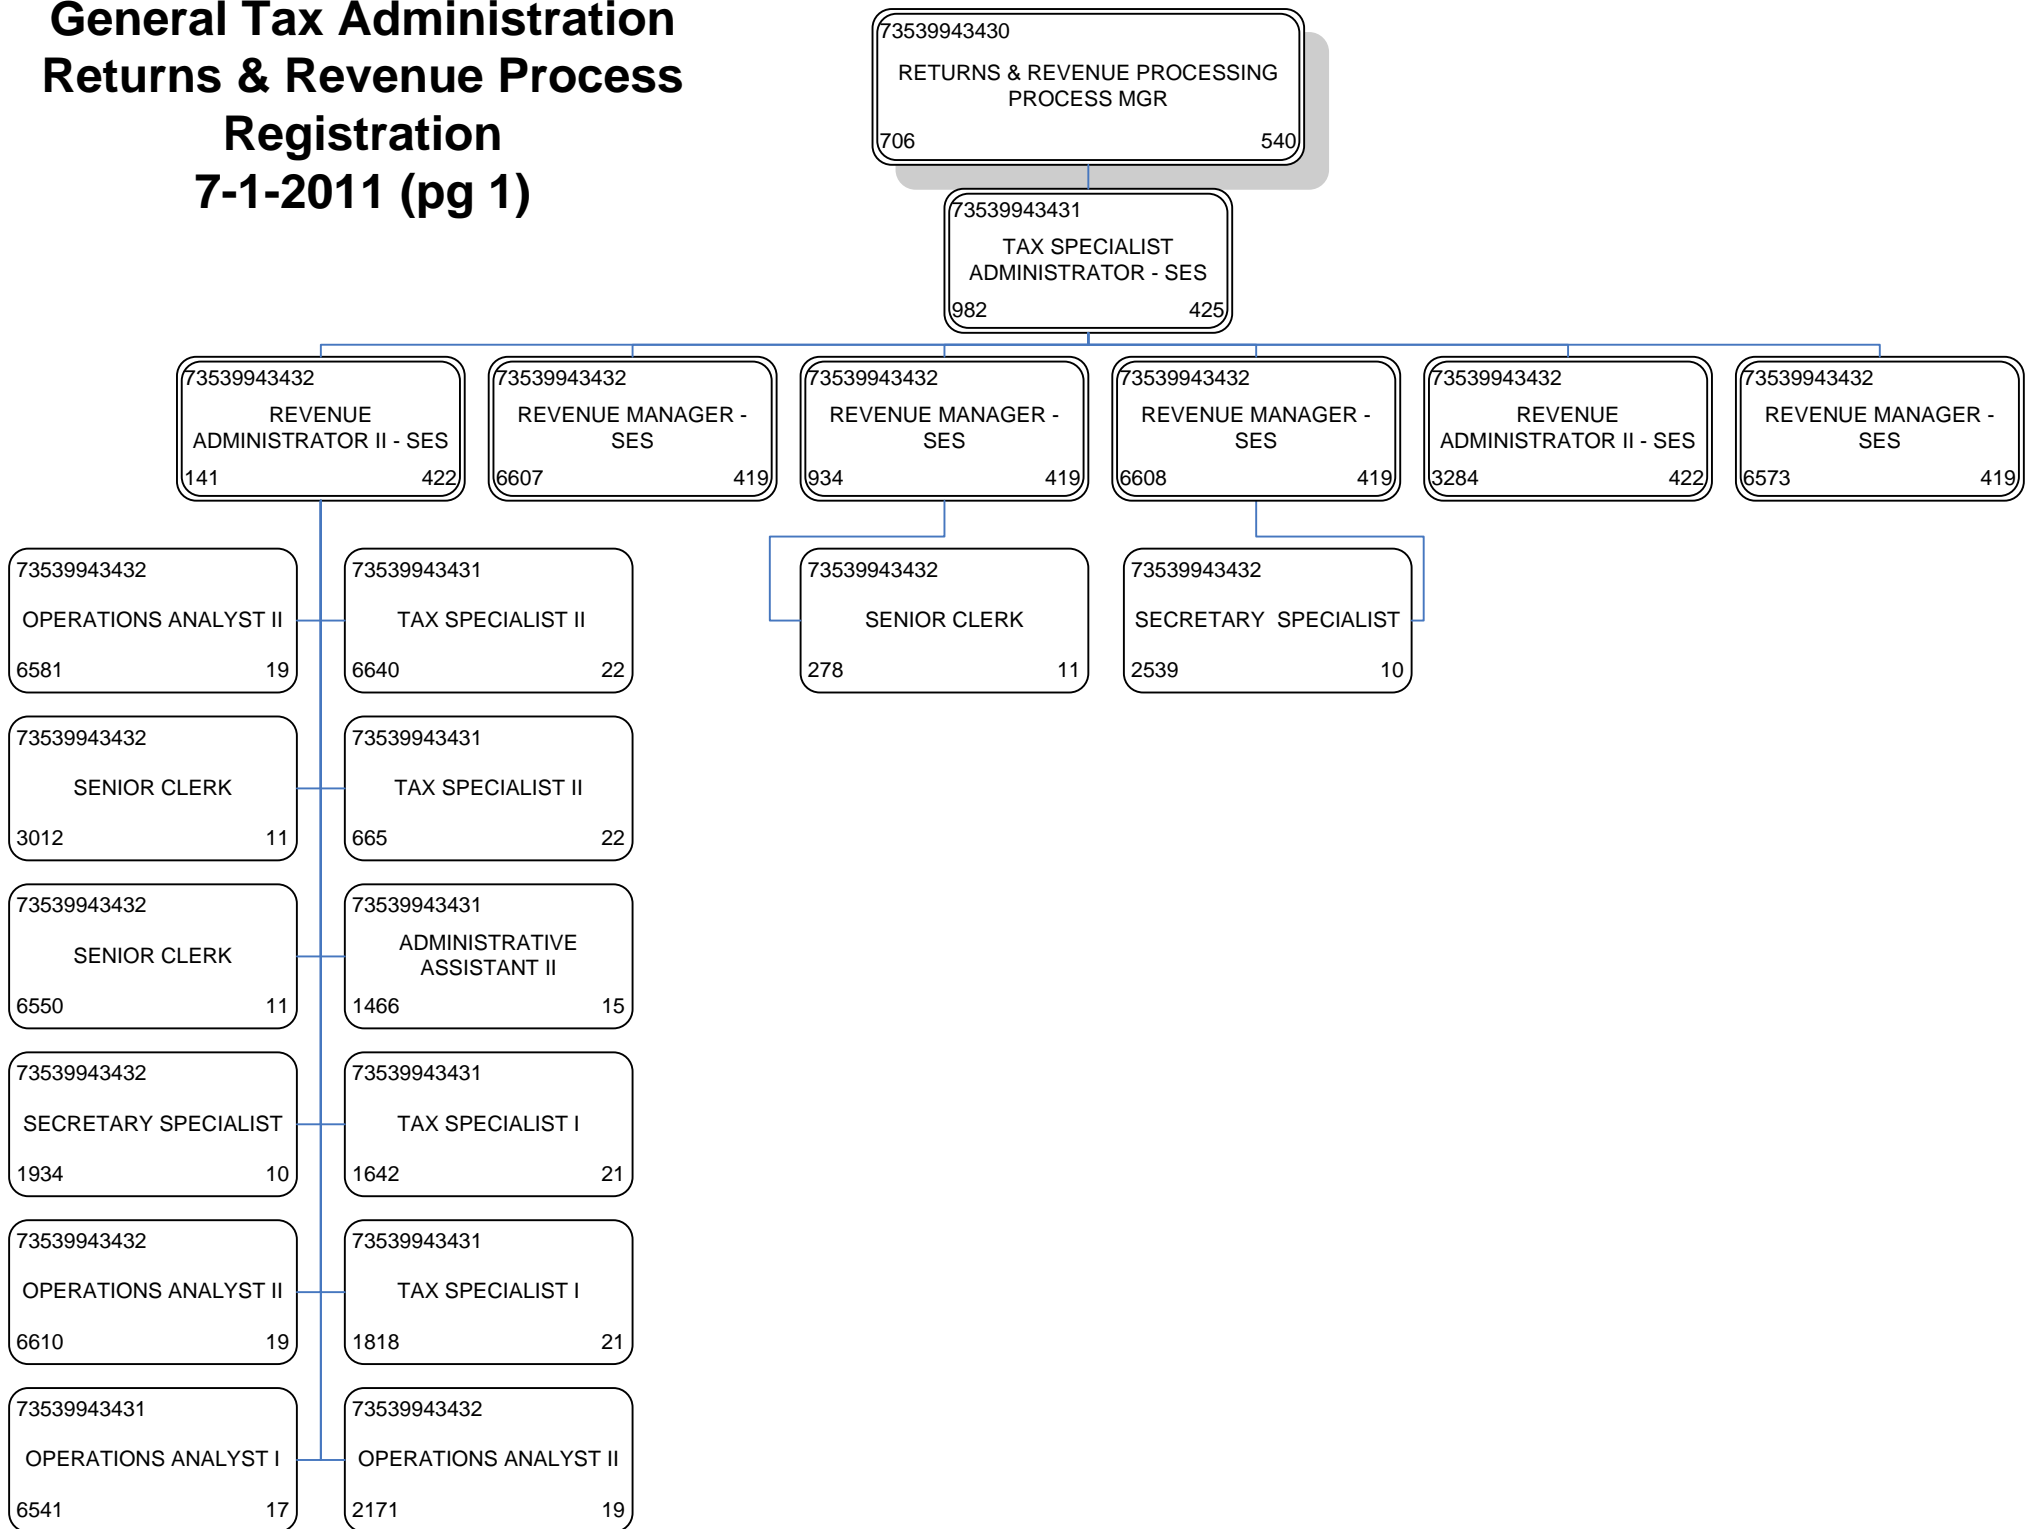 General Tax Administration
Returns & Revenue Process
Registration
7-1-2011 (pg 1)
73539943430
RETURNS & REVENUE PROCESSING
PROCESS MGR
706 540
73539943431
TAX SPECIALIST
ADMINISTRATOR - SES
982 425
73539943432
REVENUE
ADMINISTRATOR II - SES
141 422
73539943432
REVENUE MANAGER -
SES
6607 419
73539943432
REVENUE MANAGER -
SES
934 419
73539943432
REVENUE MANAGER -
SES
6608 419
73539943432
REVENUE
ADMINISTRATOR II - SES
3284 422
73539943432
REVENUE MANAGER -
SES
6573 419
73539943432
OPERATIONS ANALYST II
6581 19
73539943431
TAX SPECIALIST II
6640 22
73539943432
SENIOR CLERK
278 11
73539943432
SECRETARY  SPECIALIST
2539 10
73539943432
SENIOR CLERK
3012 11
73539943431
TAX SPECIALIST II
665 22
73539943432
SENIOR CLERK
6550 11
73539943431
ADMINISTRATIVE
ASSISTANT II
1466 15
73539943432
SECRETARY SPECIALIST
1934 10
73539943431
TAX SPECIALIST I
1642 21
73539943432
OPERATIONS ANALYST II
6610 19
73539943431
TAX SPECIALIST I
1818 21
73539943431
OPERATIONS ANALYST I
6541 17
73539943432
OPERATIONS ANALYST II
2171 19